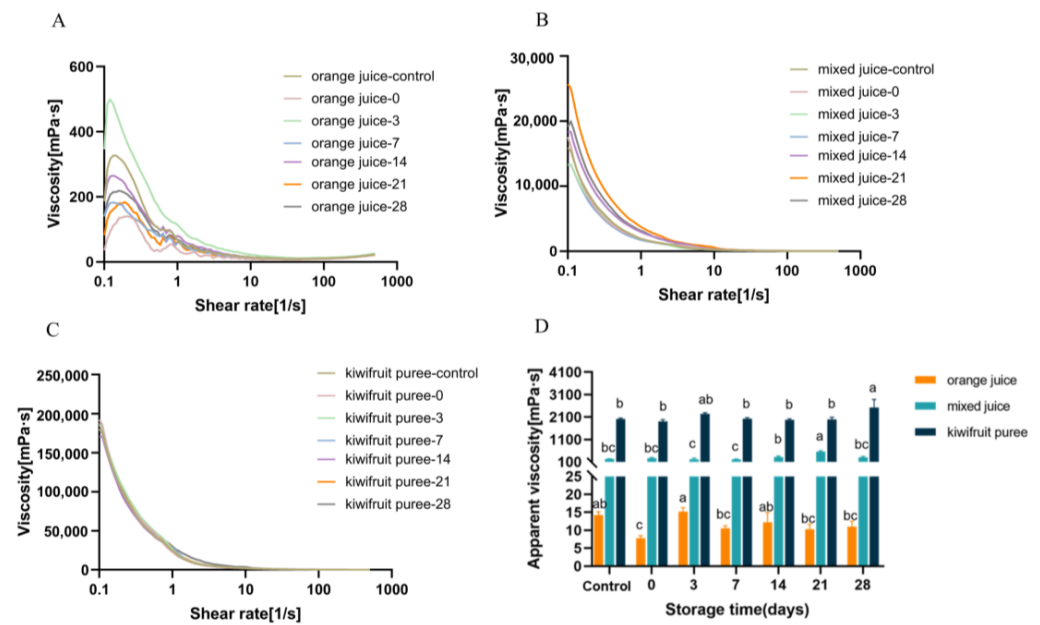 A
B
600
400
200
0
Viscosity[mPa·s]
0.1
1
10
100
1000
Shear rate[1/s]
orange juice-control
orange juice-0
orange juice-3
orange juice-7
orange juice-14
orange juice-21
orange juice-28
30,000
20,000
10,000
0
Viscosity[mPa·s]
0.1
1
10
100
1000
Shear rate[1/s]
mixed juice-control
mixed juice-0
mixed juice-3
mixed juice-7
mixed juice-14
mixed juice-21
mixed juice-28
C
D
250,000
200,000
150,000
100,000
50,000
0
Viscosity[mPa·s]
0.1
1
10
100
1000
Shear rate[1/s]
kiwifruit puree-control
kiwifruit puree-0
kiwifruit puree-3
kiwifruit puree-7
kiwifruit puree-14
kiwifruit puree-21
kiwifruit puree-28
4100
3100
2100
1100
100
25
20
15
10
5
0
Apparent viscosity[mPa·s]
b
b
ab
b
b
b
a
bc
bc
c
c
b
a
bc
ab
c
a
bc
ab
bc
bc
Control
0
3
7
14
21
28
Storage time(days)
orange juice
mixed juice
kiwifruit puree